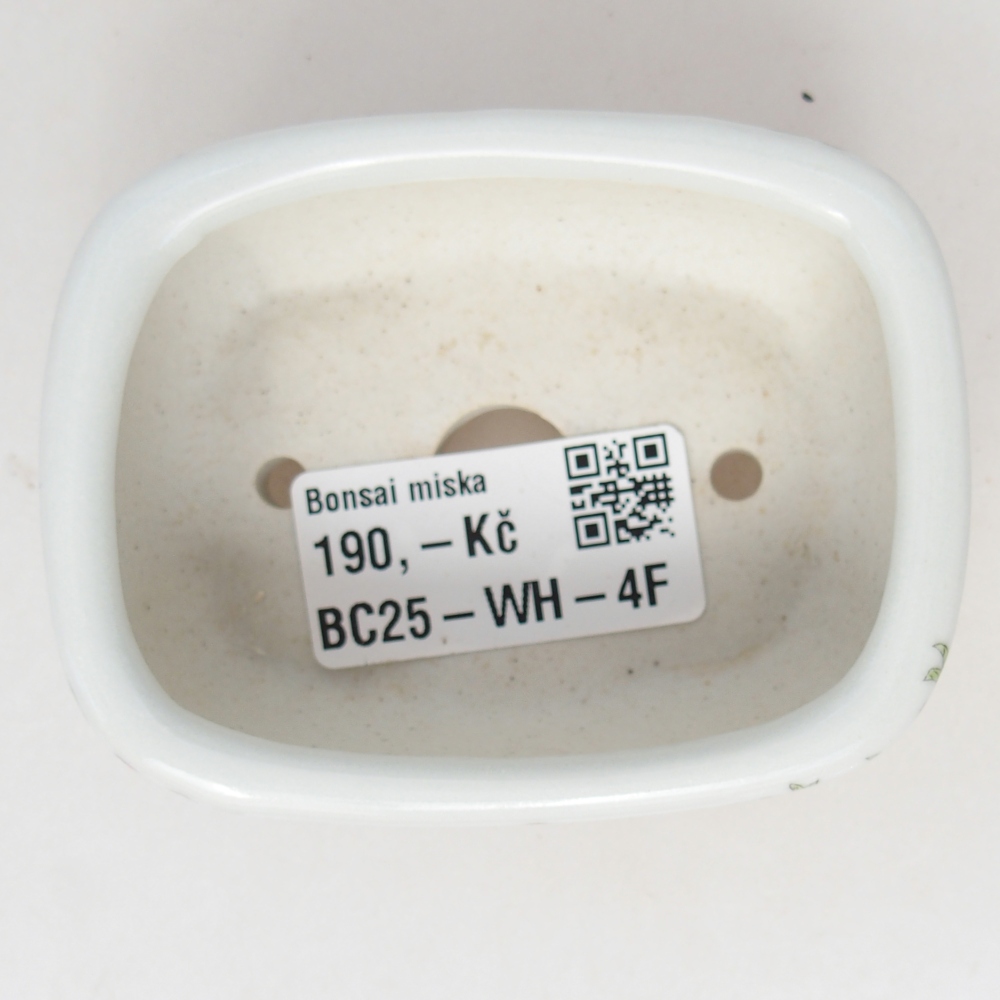 Bonsai miska
190,– Kč
BC25–WH–4F